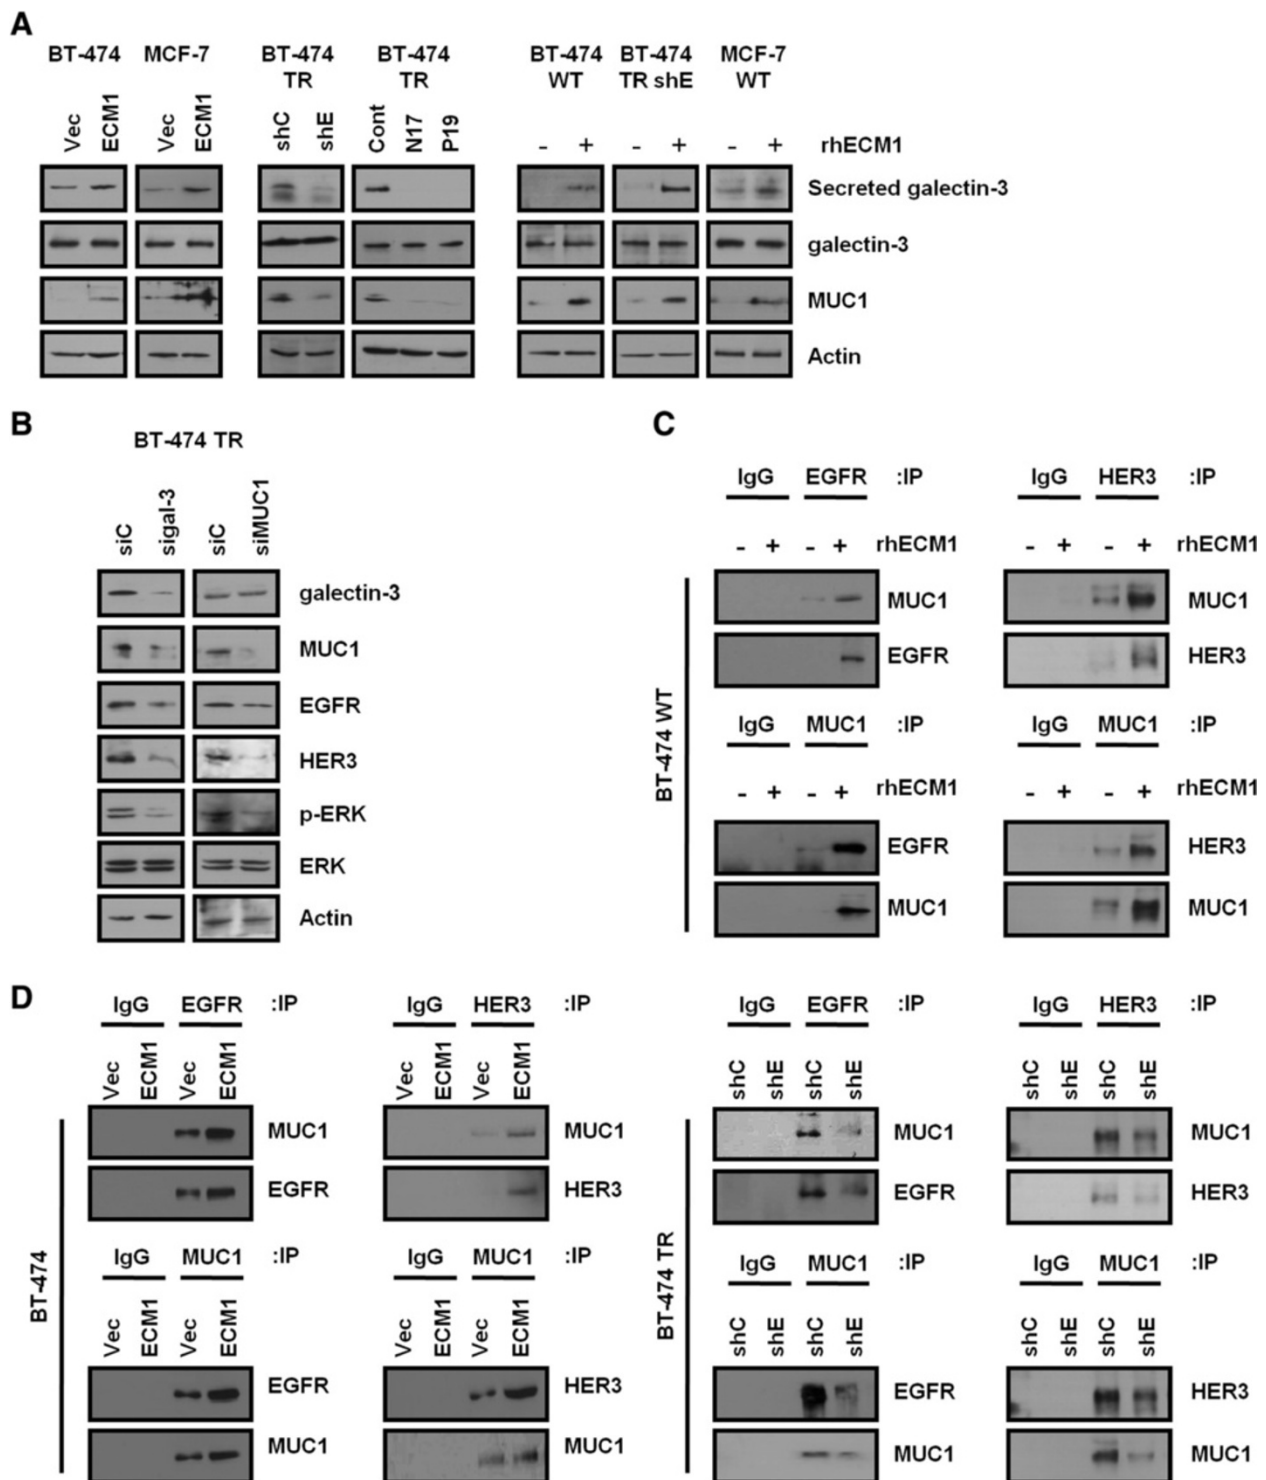 A
BT-474 MCF-7 BT-474 TR BT-474 TR BT-474 WT BT-474 TR shE MCF-7 WT
Vec ECM1 Vec ECM1 shC shE Cont N17 P19 - + - + - + rhECM1
Secreted galectin-3
galectin-3
MUC1
Actin
B
BT-474 TR
siC sigal-3 siC siMUC1
galectin-3
MUC1
EGFR
HER3
p-ERK
ERK
Actin
C
BT-474 WT
IgG EGFR :IP
- + - + rhECM1
MUC1
EGFR
IgG MUC1 :IP
- + - + rhECM1
EGFR
MUC1
IgG HER3 :IP
- + - + rhECM1
MUC1
HER3
IgG MUC1 :IP
- + - + rhECM1
HER3
MUC1
D
BT-474
IgG EGFR :IP
Vec ECM1 Vec ECM1
MUC1
EGFR
IgG MUC1 :IP
Vec ECM1 Vec ECM1
EGFR
MUC1
IgG HER3 :IP
Vec ECM1 Vec ECM1
MUC1
HER3
IgG MUC1 :IP
Vec ECM1 Vec ECM1
HER3
MUC1
BT-474 TR
IgG EGFR :IP
shC shE shC shE
MUC1
EGFR
IgG MUC1 :IP
shC shE shC shE
EGFR
MUC1
IgG HER3 :IP
shC shE shC shE
MUC1
HER3
IgG MUC1 :IP
shC shE shC shE
HER3
MUC1